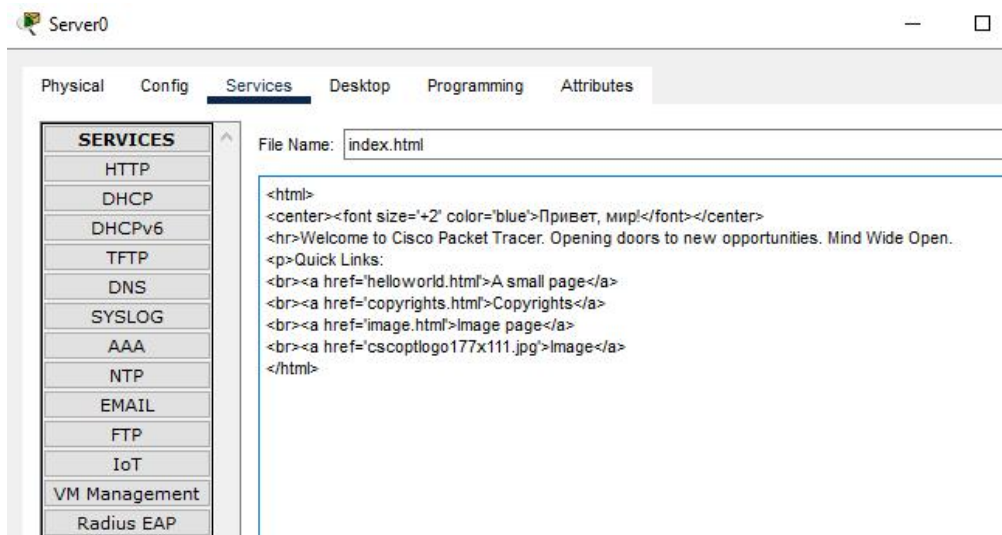 Server0
Physical Config Services Desktop Programming Attributes
SERVICES
HTTP
DHCP
DHCPv6
TFTP
DNS
SYSLOG
AAA
NTP
EMAIL
FTP
IoT
VM Management
Radius EAP
File Name: index.html
<html>
<center><font size='+2' color='blue'>Привет, мир!</font></center>
<hr>Welcome to Cisco Packet Tracer. Opening doors to new opportunities. Mind Wide Open.
<p>Quick Links:
<br><a href='helloworld.html'>A small page</a>
<br><a href='copyrights.html'>Copyrights</a>
<br><a href='image.html'>Image page</a>
<br><a href='cscoptlogo177x111.jpg'>Image</a>
</html>